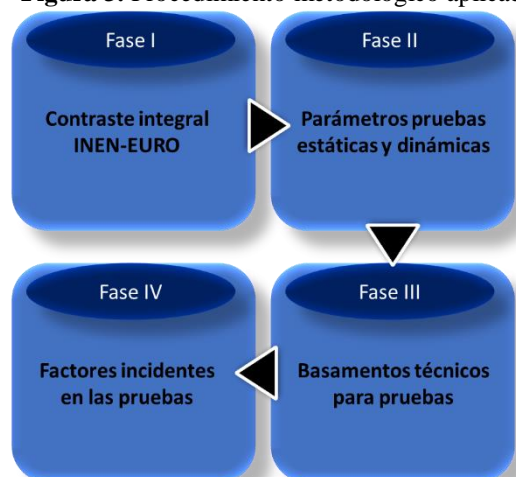 Figura 3. Procedimiento metodológico aplicad
Fase I
Contraste integral
INEN-EURO
Fase II
Parámetros pruebas
estáticas y dinámicas
Fase III
Basamentos técnicos
para pruebas
Fase IV
Factores incidentes
en las pruebas